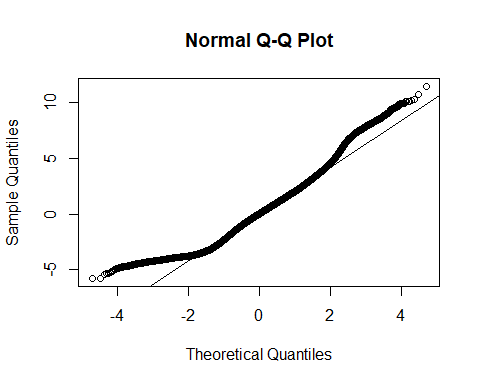 Normal Q-Q Plot
10
5
0
-5
Sample Quantiles
-4 -2 0 2 4
Theoretical Quantiles